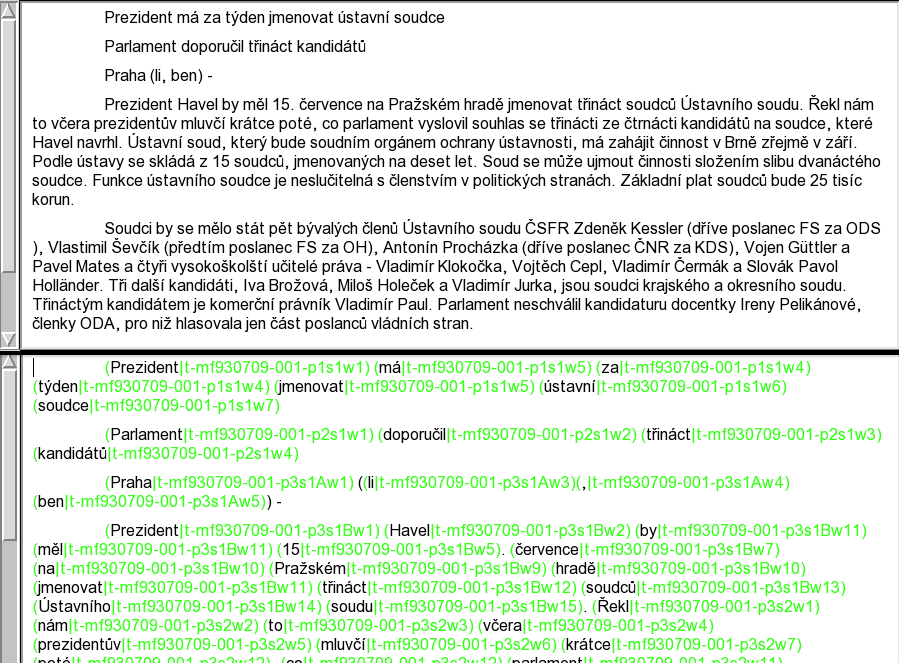 Prezident má za týden jmenovat ústavní soudce
Parlament doporučil třináct kandidátů
Praha (li, ben) -
Prezident Havel by měl 15. července na Pražském hradě jmenovat třináct soudců Ústavního soudu. Řekl nám
to včera prezidentův mluvčí krátce poté, co parlament vyslovil souhlas se třinácti ze čtrnácti kandidátů na soudce, které
Havel navrhl. Ústavní soud, který bude soudním orgánem ochrany ústavnosti, má zahájit činnost v Brně zřejmě v září.
Podle ústavy se skládá z 15 soudců, jmenovaných na deset let. Soud se může ujmout činnosti složením slibu dvanáctého
soudce. Funkce ústavního soudce je neslučitelná s členstvím v politických stranách. Základní plat soudců bude 25 tisíc
korun.
Soudci by se mělo stát pět bývalých členů Ústavního soudu ČSFR Zdeněk Kessler (dříve poslanec FS za ODS
), Vlastimil Ševčík (předtím poslanec FS za OH), Antonín Procházka (dříve poslanec ČNR za KDS), Vojen Güttler a
Pavel Mates a čtyři vysokoškolští učitelé práva - Vladimír Klokočka, Vojtěch Cepl, Vladimír Čermák a Slovák Pavol
Holländer. Tři další kandidáti, Iva Brožová, Miloš Holeček a Vladimír Jurka, jsou soudci krajského a okresního soudu.
Třináctým kandidátem je komerční právník Vladimír Paul. Parlament neschválil kandidaturu docentky Ireny Pelikánové,
členky ODA, pro niž hlasovala jen část poslanců vládních stran.
(Prezident|t-mf930709-001-p1s1w1) (má|t-mf930709-001-p1s1w5) (za|t-mf930709-001-p1s1w4)
(týden|t-mf930709-001-p1s1w4) (jmenovat|t-mf930709-001-p1s1w5) (ústavní|t-mf930709-001-p1s1w6)
(soudce|t-mf930709-001-p1s1w7)
(Parlament|t-mf930709-001-p2s1w1) (doporučil|t-mf930709-001-p2s1w2) (třináct|t-mf930709-001-p2s1w3)
(kandidátů|t-mf930709-001-p2s1w4)
(Praha|t-mf930709-001-p3s1Aw1) ((li|t-mf930709-001-p3s1Aw3)(,|t-mf930709-001-p3s1Aw4)
(ben|t-mf930709-001-p3s1Aw5)) -
(Prezident|t-mf930709-001-p3s1Bw1) (Havel|t-mf930709-001-p3s1Bw2) (by|t-mf930709-001-p3s1Bw11)
(měl|t-mf930709-001-p3s1Bw11) (15|t-mf930709-001-p3s1Bw5). (července|t-mf930709-001-p3s1Bw7)
(na|t-mf930709-001-p3s1Bw10) (Pražském|t-mf930709-001-p3s1Bw9) (hradě|t-mf930709-001-p3s1Bw10)
(jmenovat|t-mf930709-001-p3s1Bw11) (třináct|t-mf930709-001-p3s1Bw12) (soudců|t-mf930709-001-p3s1Bw13)
(Ústavního|t-mf930709-001-p3s1Bw14) (soudu|t-mf930709-001-p3s1Bw15). (Řekl|t-mf930709-001-p3s2w1)
(nám|t-mf930709-001-p3s2w2) (to|t-mf930709-001-p3s2w3) (včera|t-mf930709-001-p3s2w4)
(prezidentův|t-mf930709-001-p3s2w5) (mluvčí|t-mf930709-001-p3s2w6) (krátce|t-mf930709-001-p3s2w7)
(poté|t-mf930709-001-p3s2w12) (co|t-mf930709-001-p3s2w12) (parlament|t-mf930709-001-p3s2w11)